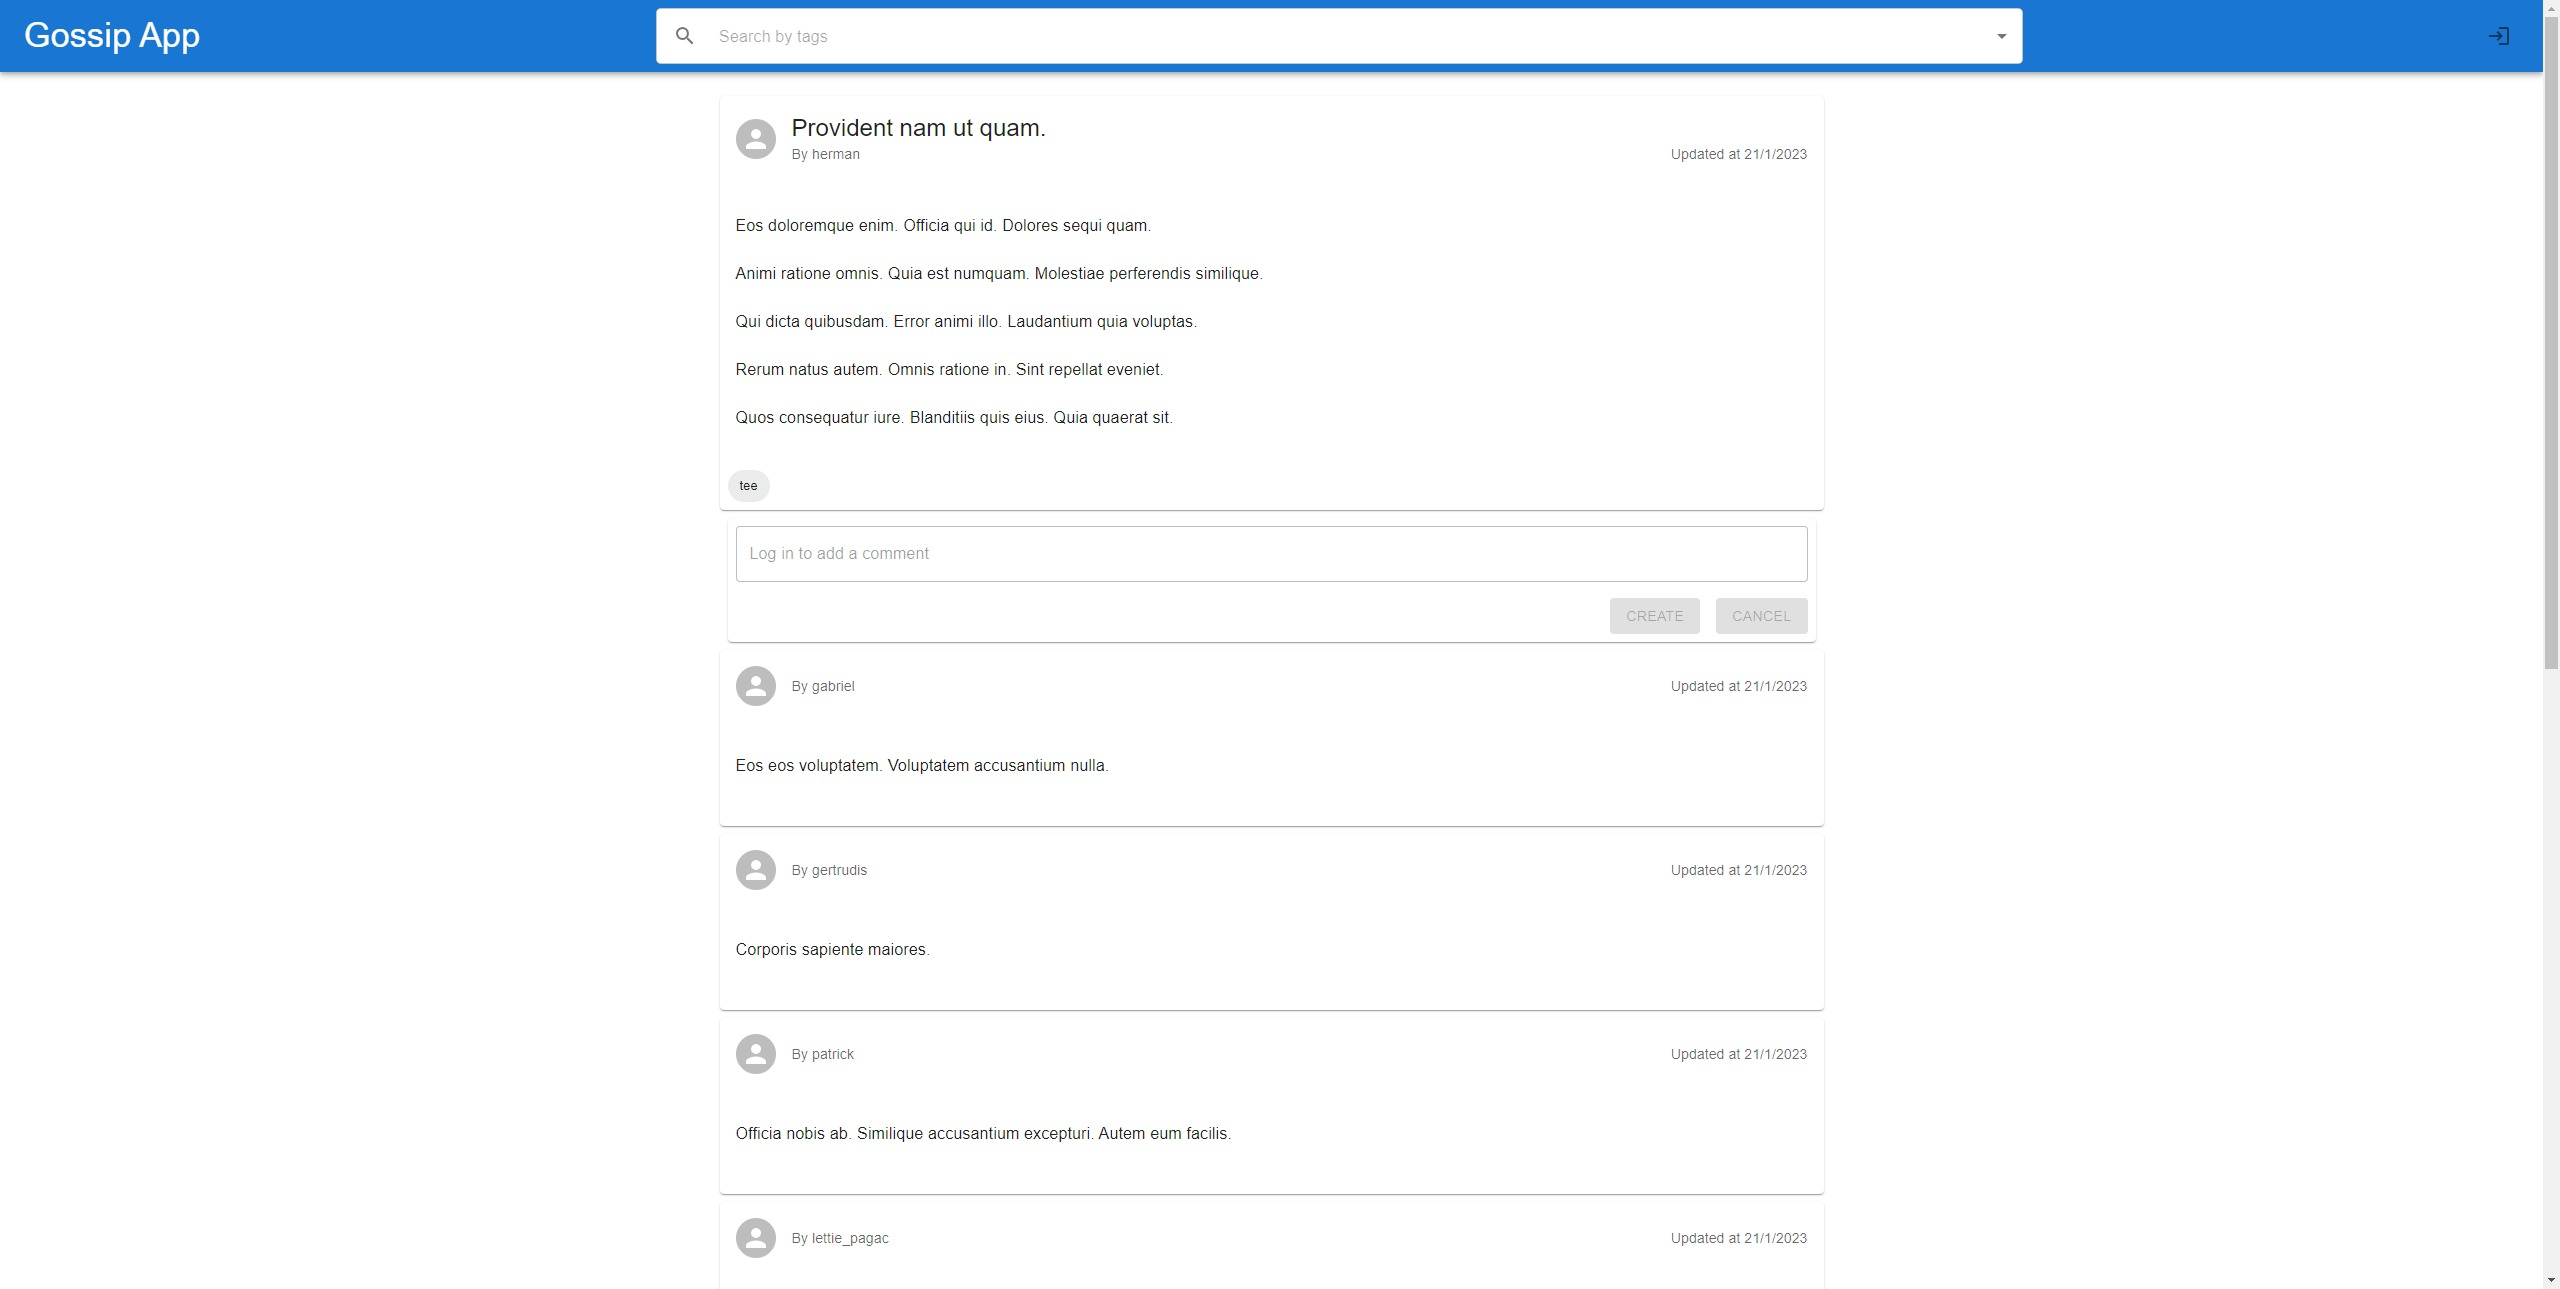 Gossip App
Search by tags
Provident nam ut quam.
By herman
Updated at 21/1/2023
Eos doloremque enim. Officia qui id. Dolores sequi quam.
Animi ratione omnis. Quia est numquam. Molestiae perferendis similique.
Qui dicta quibusdam. Error animi illo. Laudantium quia voluptas.
Rerum natus autem. Omnis ratione in. Sint repellat eveniet.
Quos consequatur iure. Blanditiis quis eius. Quia quaerat sit.
tee
Log in to add a comment
CREATE
CANCEL
By gabriel
Updated at 21/1/2023
Eos eos voluptatem. Voluptatem accusantium nulla.
By gertrudis
Updated at 21/1/2023
Corporis sapiente maiores.
By patrick
Updated at 21/1/2023
Officia nobis ab. Similique accusantium excepturi. Autem eum facilis.
By lettie_pagac
Updated at 21/1/2023